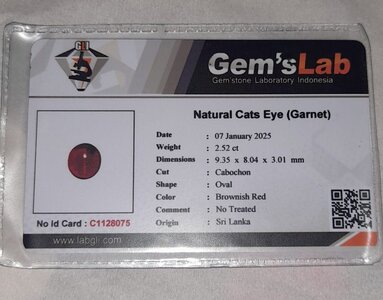 GLI
Gem'sLab
Gem'stone Laboratory Indonesia
Natural Cats Eye (Garnet)
Date : 07 January 2025
Weight : 2.52 ct
Dimensions : 9.35 x 8.04 x 3.01 mm
Cut : Cabochon
Shape : Oval
Color : Brownish Red
Comment : No Treated
Origin : Sri Lanka
No Id Card : C1128075
www.labgli.com